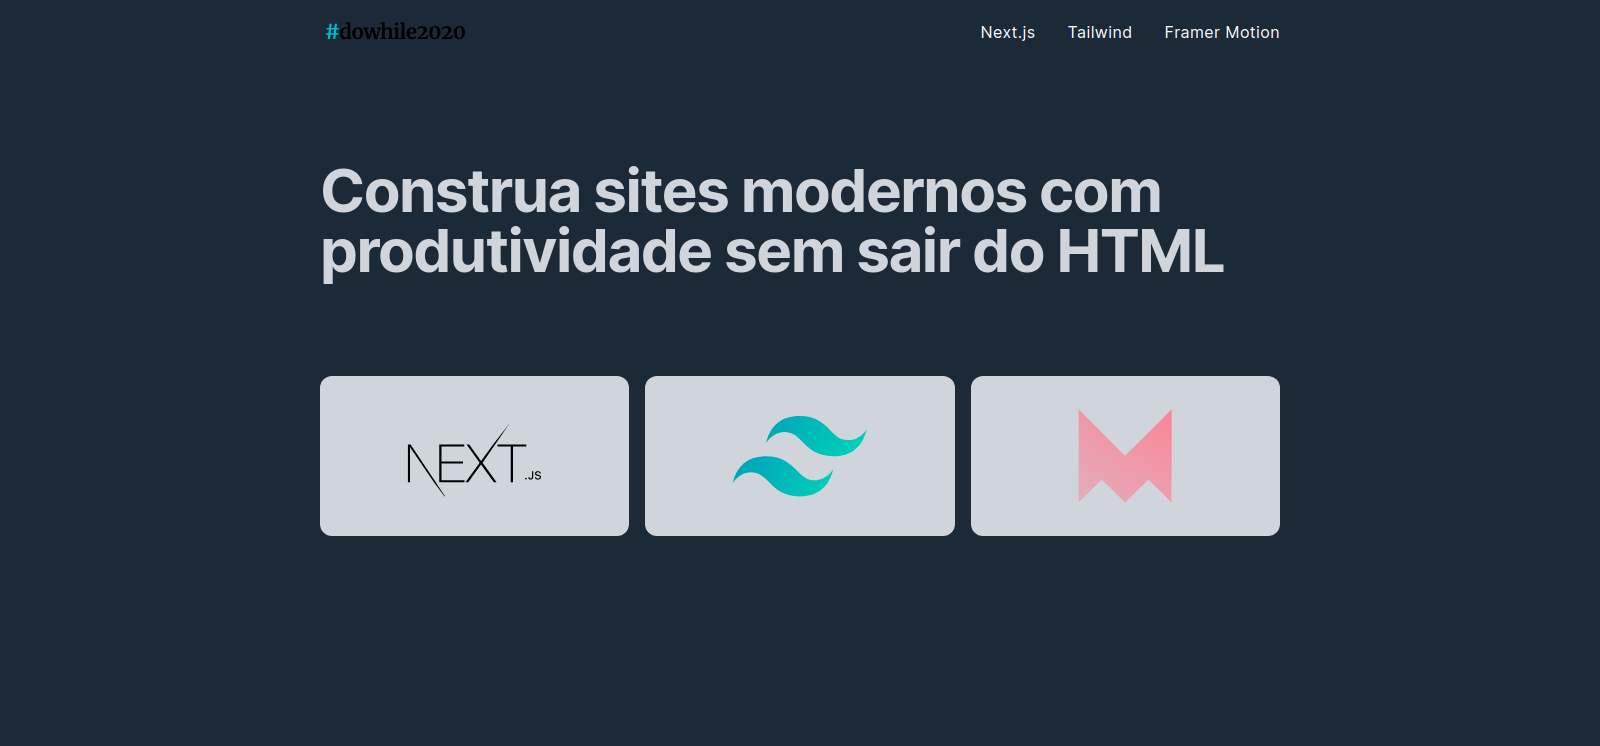 #dowhile2020
Next.js Tailwind Framer Motion
Construa sites modernos com
produtividade sem sair do HTML
NEXT.JS